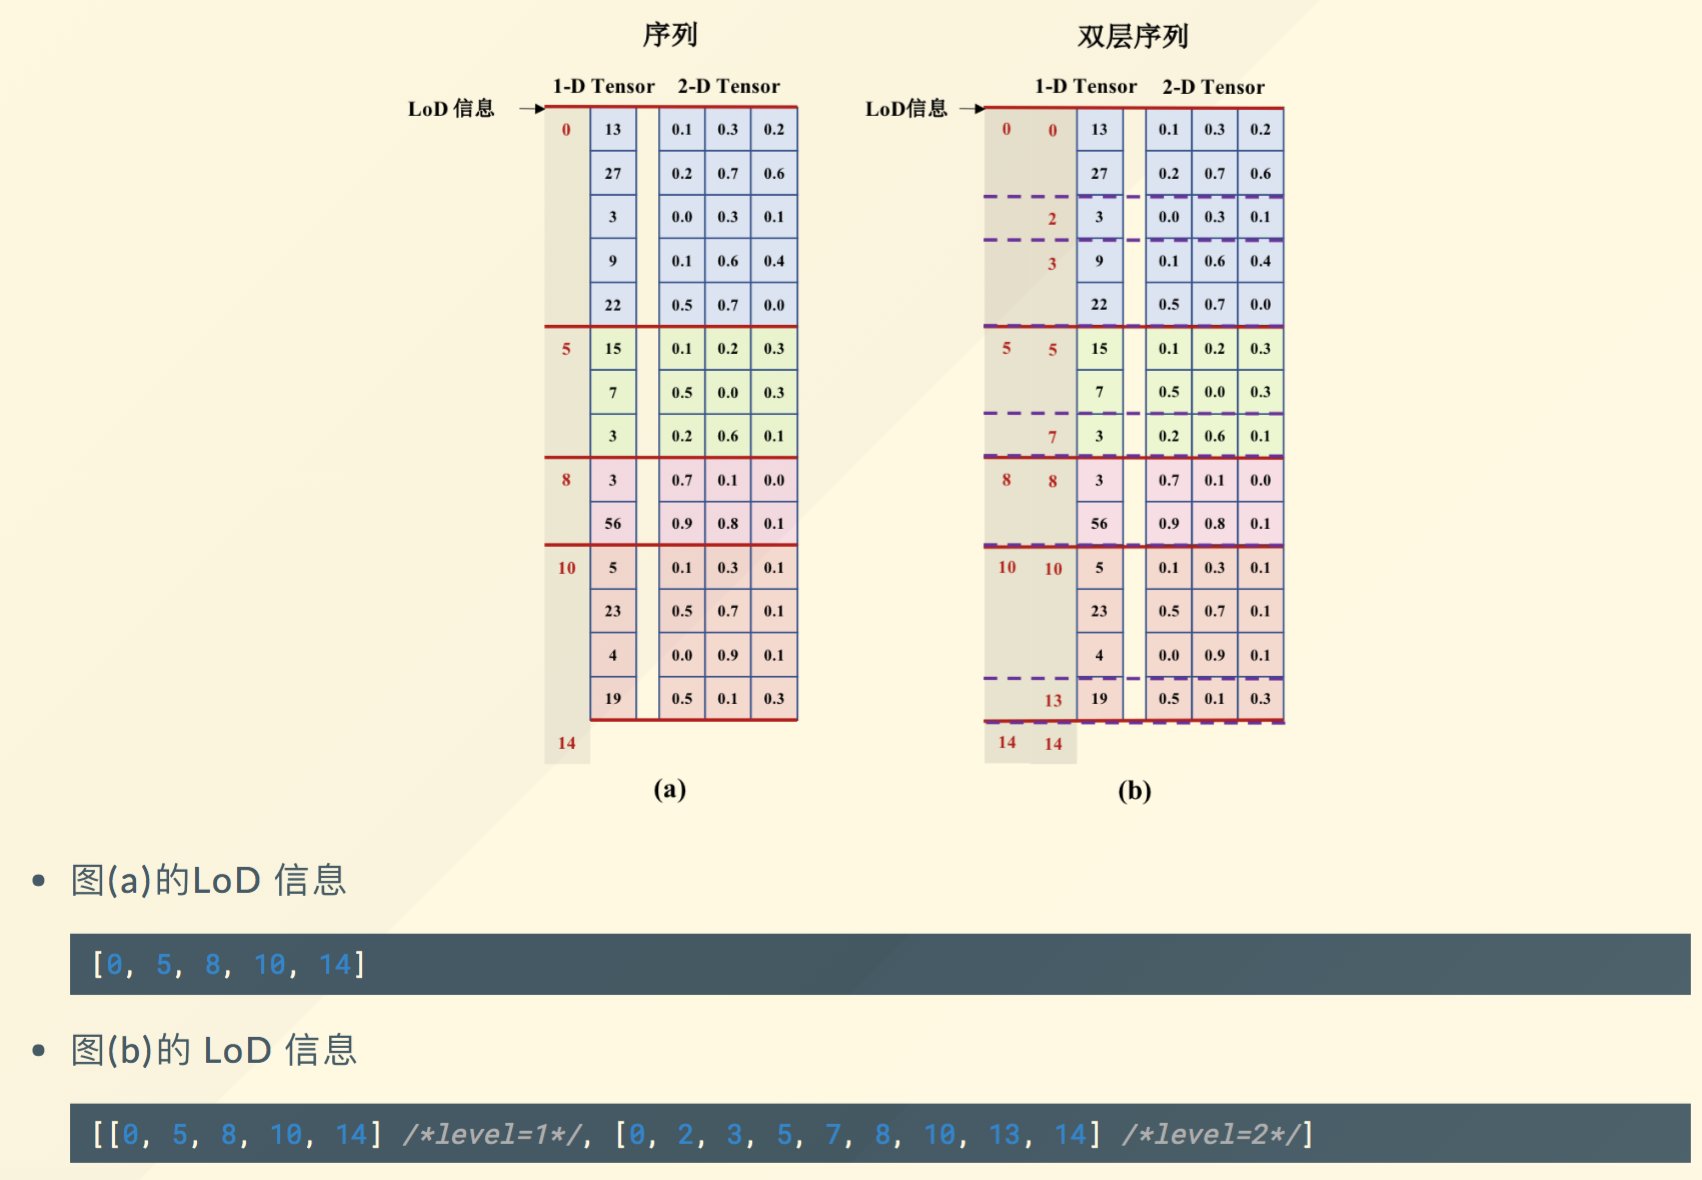 序列 双层序列
1-D Tensor 2-D Tensor 1-D Tensor 2-D Tensor
LoD 信息 LoD信息
0 13 0.1 0.3 0.2 0 0 13 0.1 0.3 0.2
27 0.2 0.7 0.6 27 0.2 0.7 0.6
3 0.0 0.3 0.1 2 3 0.0 0.3 0.1
9 0.1 0.6 0.4 3 9 0.1 0.6 0.4
22 0.5 0.7 0.0 22 0.5 0.7 0.0
5 15 0.1 0.2 0.3 5 5 15 0.1 0.2 0.3
7 0.5 0.0 0.3 7 0.5 0.0 0.3
3 0.2 0.6 0.1 7 3 0.2 0.6 0.1
8 3 0.7 0.1 0.0 8 8 3 0.7 0.1 0.0
56 0.9 0.8 0.1 56 0.9 0.8 0.1
10 5 0.1 0.3 0.1 10 10 5 0.1 0.3 0.1
23 0.5 0.7 0.1 23 0.5 0.7 0.1
4 0.0 0.9 0.1 4 0.0 0.9 0.1
19 0.5 0.1 0.3 13 19 0.5 0.1 0.3
14 14 14
(a) (b)
• 图(a)的LoD 信息
[0, 5, 8, 10, 14]
• 图(b)的 LoD 信息
[[0, 5, 8, 10, 14] /*level=1*/, [0, 2, 3, 5, 7, 8, 10, 13, 14] /*level=2*/]